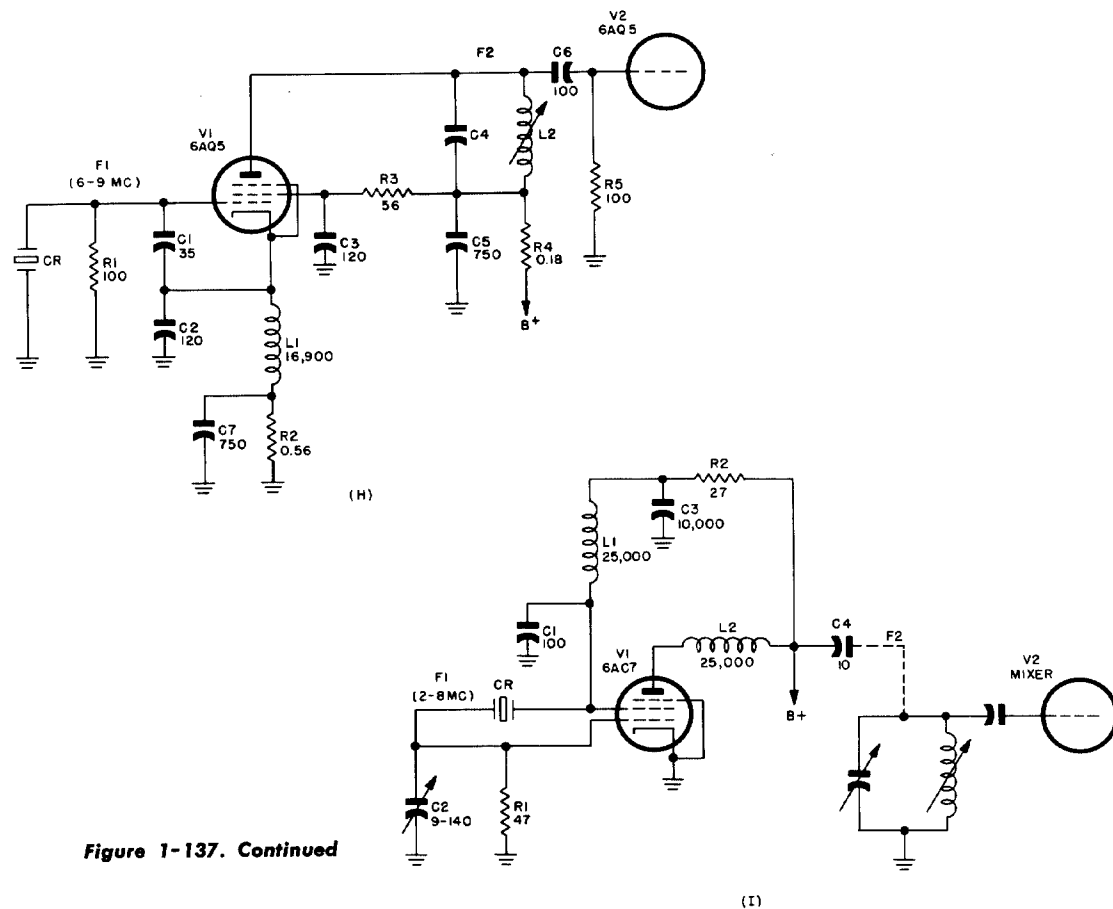 V2
6AQ5
F2
C6
100
C4
L2
V1
6AQ5
F1
(6-9 MC)
R3
56
R5
100
C1
35
C3
120
C5
750
R4
0.18
CR
R1
100
B+
C2
120
L1
16,900
C7
750
R2
0.56
(H)
R2
27
C3
10,000
L1
25,000
C1
100
V1
6AC7
L2
25,000
C4
10
F2
V2
MIXER
F1
(2-8MC)
CR
B+
C2
9-140
R1
47
Figure 1-137. Continued
(I)